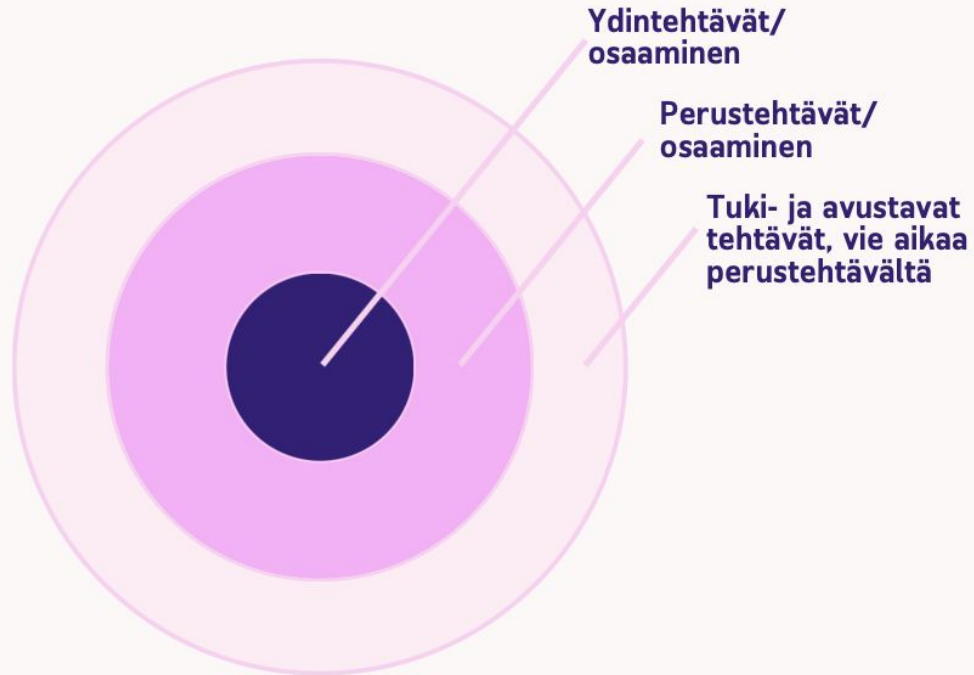 Ydintehtävät/
osaaminen
Perustehtävät/
osaaminen
Tuki- ja avustavat
tehtävät, vie aikaa
perustehtävältä